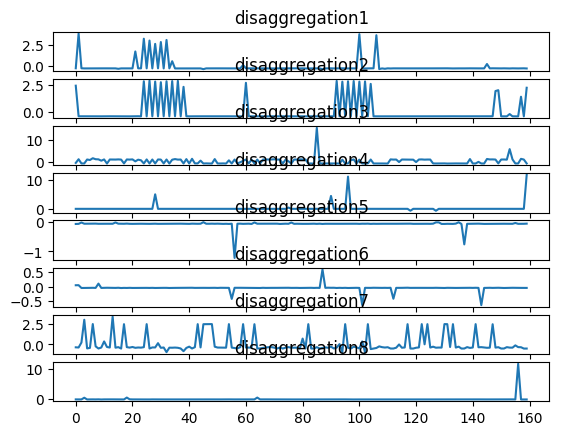 disaggregation1
2.5
0.0
disaggregation2
2.5
0.0
disaggregation3
10
0
disaggregation4
10
0
disaggregation5
0
−1
disaggregation6
0.5
0.0
−0.5
disaggregation7
2.5
0.0
disaggregation8
10
0
0 20 40 60 80 100 120 140 160